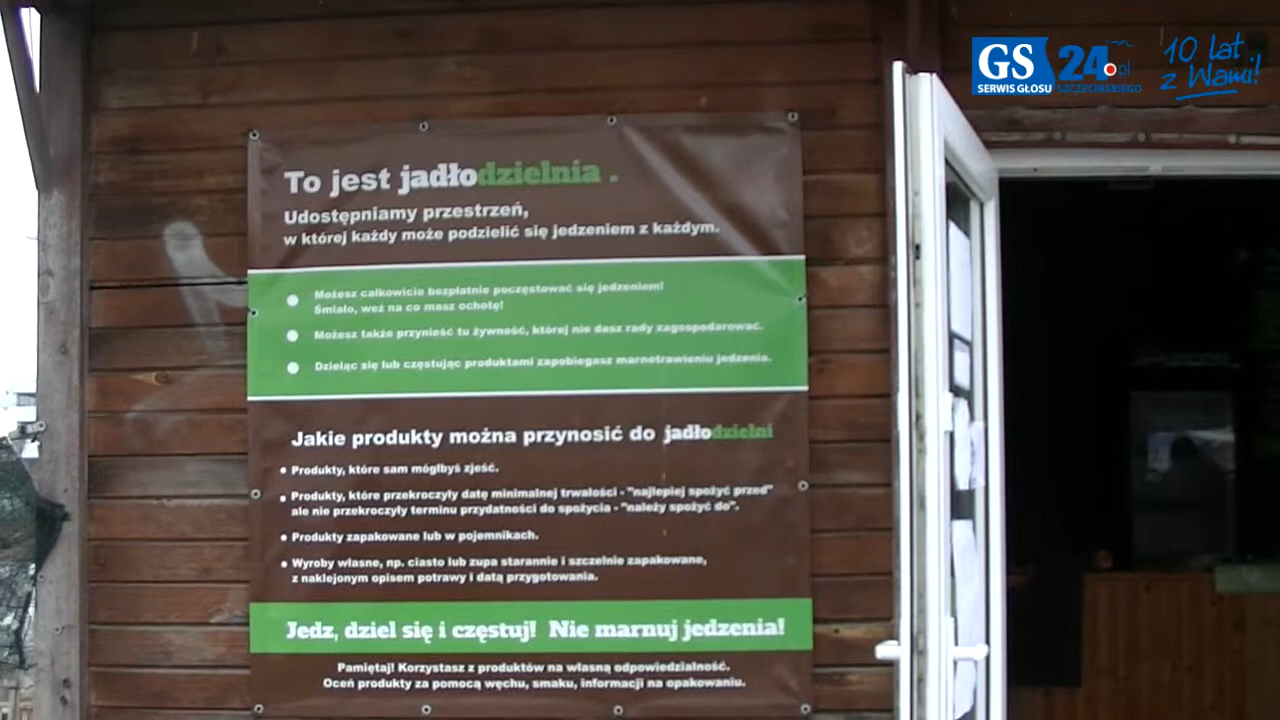 GS 24.pl
SERWIS GŁOSU SZCZECIŃSKIEGO
10 lat
z Wami!
To jest jadłodzielnia.
Udostępniamy przestrzeń,
w której każdy może podzielić się jedzeniem z każdym.
Możesz całkowicie bezpłatnie poczęstować się jedzeniem!
Śmiało, weź na co masz ochotę!
Możesz także przynieść tu żywność, której nie dasz rady zagospodarować.
Dzieląc się lub częstując produktami zapobiegasz marnotrawieniu jedzenia.
Jakie produkty można przynosić do jadłodzielni
Produkty, które sam mógłbyś zjeść.
Produkty, które przekroczyły datę minimalnej trwałości - "najlepiej spożyć przed"
ale nie przekroczyły terminu przydatności do spożycia - "należy spożyć do".
Produkty zapakowane lub w pojemnikach.
Wyroby własne, np. ciasto lub zupa starannie i szczelnie zapakowane,
z naklejonym opisem potrawy i datą przygotowania.
Jedz, dziel się i częstuj! Nie marnuj jedzenia!
Pamiętaj! Korzystasz z produktów na własną odpowiedzialność.
Oceń produkty za pomocą węchu, smaku, informacji na opakowaniu.